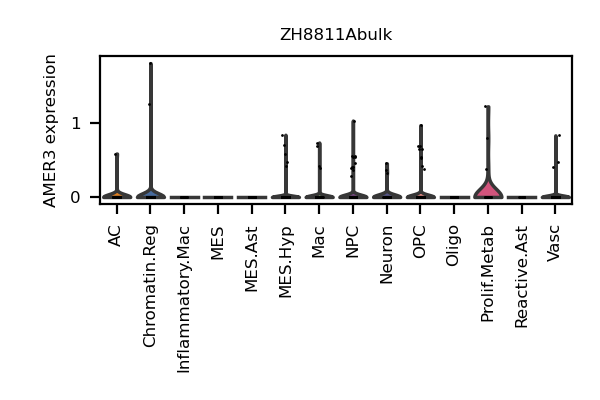 ZH8811Abulk
AMER3 expression
1
0
AC
Chromatin.Reg
Inflammatory.Mac
MES
MES.Ast
MES.Hyp
Mac
NPC
Neuron
OPC
Oligo
Prolif.Metab
Reactive.Ast
Vasc